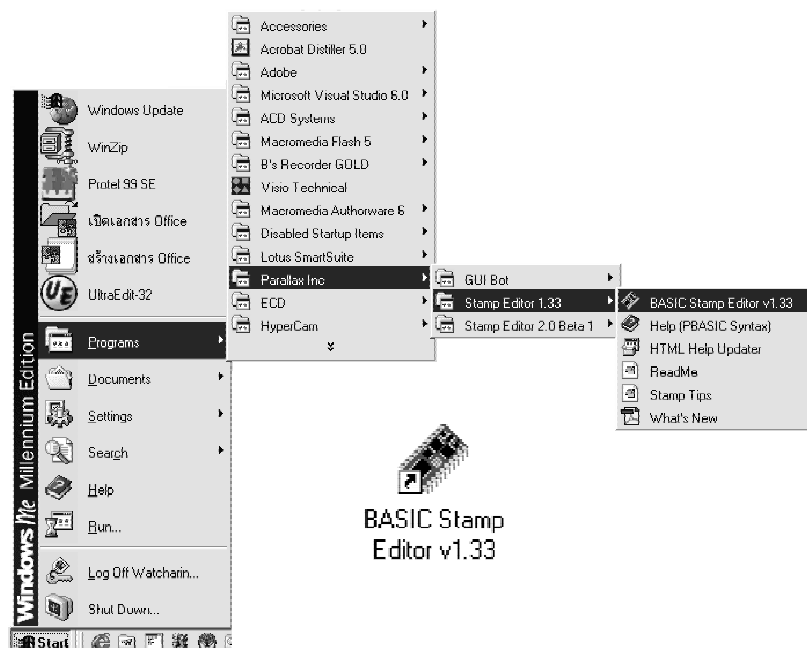 Windows Update
WinZip
Protel 99 SE
เปิดเอกสาร Office
สร้างเอกสาร Office
UltraEdit-32
Programs
Documents
Settings
Search
Help
Run...
Log Off Watcharin...
Shut Down...
Windows Me Millennium Edition
Start
Accessories
Acrobat Distiller 5.0
Adobe
Microsoft Visual Studio 6.0
ACD Systems
Macromedia Flash 5
B's Recorder GOLD
Visio Technical
Macromedia Authorware 6
Disabled Startup Items
Lotus SmartSuite
Parallax Inc
ECD
HyperCam
GUI Bot
Stamp Editor 1.33
Stamp Editor 2.0 Beta 1
BASIC Stamp Editor v1.33
Help (PBASIC Syntax)
HTML Help Updater
ReadMe
Stamp Tips
What's New
BASIC Stamp
Editor v1.33